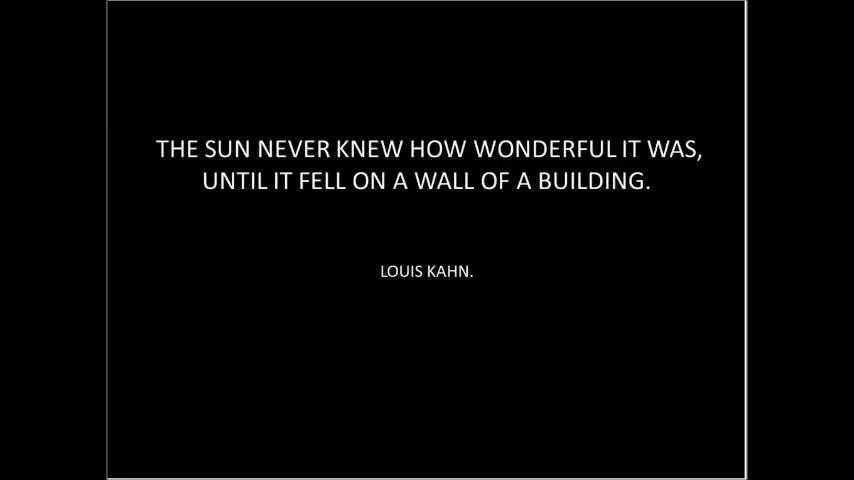 THE SUN NEVER KNEW HOW WONDERFUL IT WAS,
UNTIL IT FELL ON A WALL OF A BUILDING.
LOUIS KAHN.